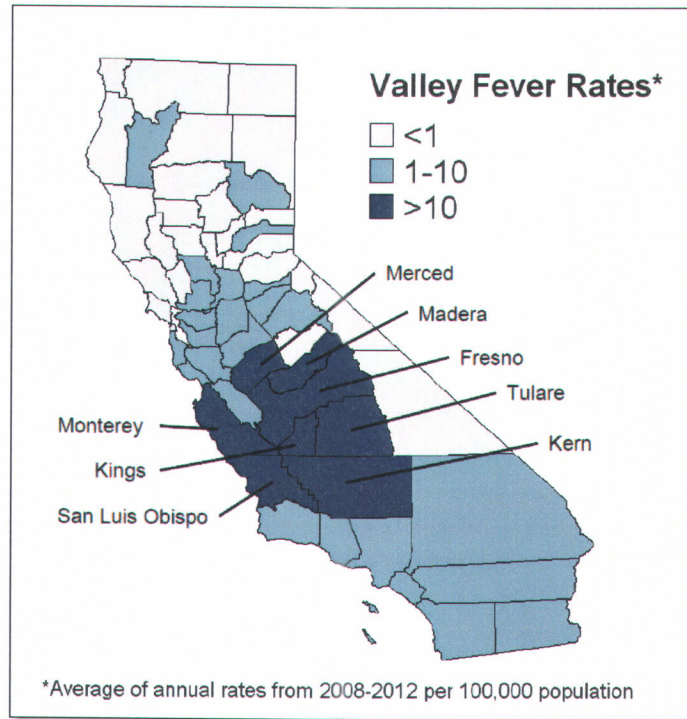 Valley Fever Rates*
<1
1-10
>10
Merced
Madera
Fresno
Tulare
Kern
Monterey
Kings
San Luis Obispo
*Average of annual rates from 2008-2012 per 100,000 population